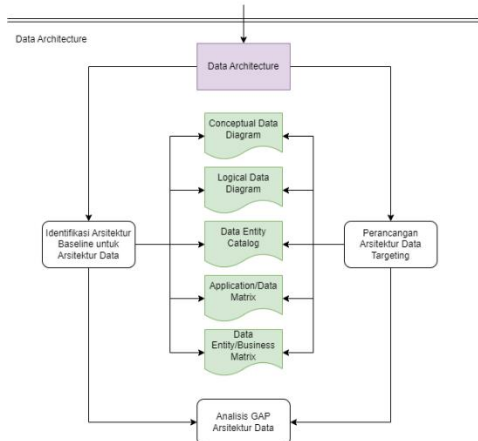 Data Architecture
Data Architecture
Conceptual Data
Diagram
Logical Data
Diagram
Identifikasi Arsitektur
Baseline untuk
Arsitektur Data
Data Entity
Catalog
Perancangan
Arsitektur Data
Targeting
Application/Data
Matrix
Data
Entity/Business
Matrix
Analisis GAP
Arsitektur Data